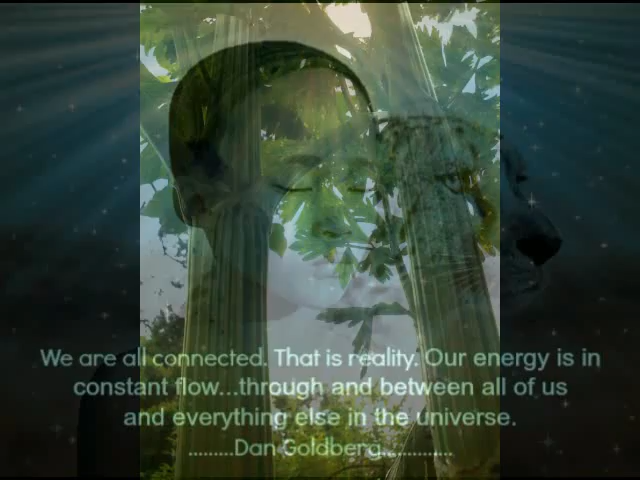 We are all connected. That is reality. Our energy is in
constant flow...through and between all of us
and everything else in the universe.
.........Dan Goldberg.............